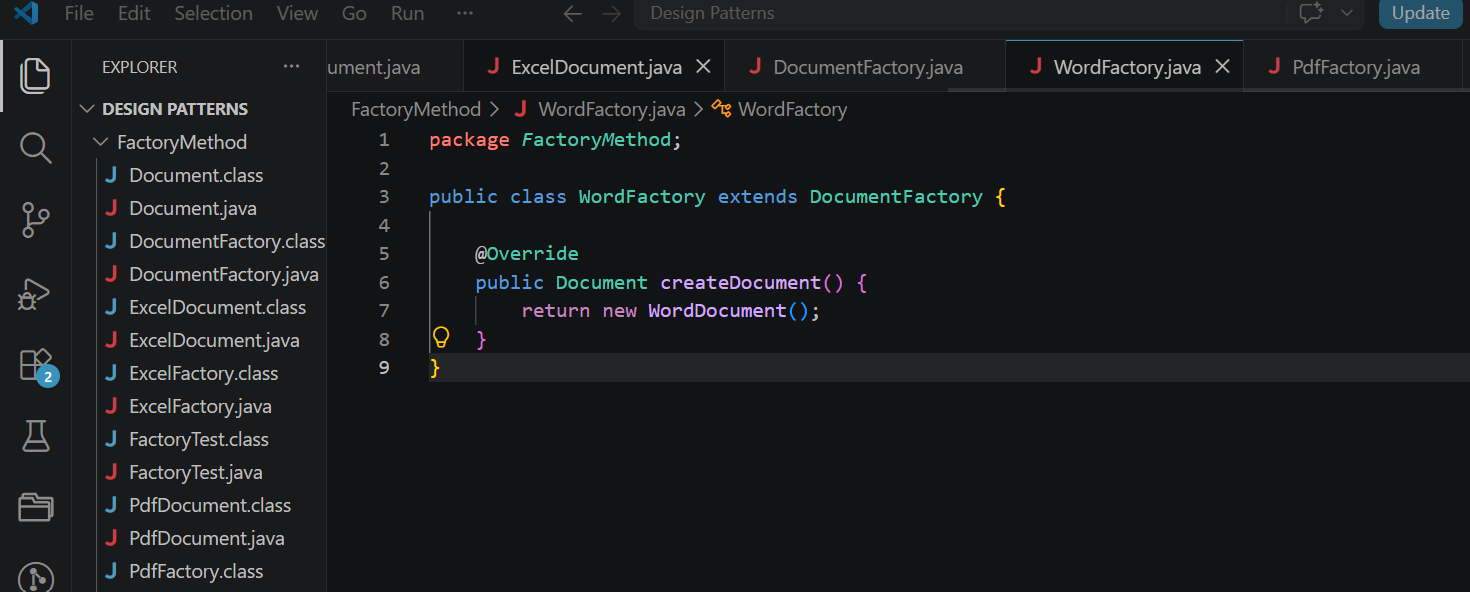 File Edit Selection View Go Run ··· Design Patterns Update
EXPLORER ···
ument.java ExcelDocument.java DocumentFactory.java WordFactory.java PdfFactory.java
DESIGN PATTERNS
FactoryMethod
Document.class
Document.java
DocumentFactory.class
DocumentFactory.java
ExcelDocument.class
ExcelDocument.java
ExcelFactory.class
ExcelFactory.java
FactoryTest.class
FactoryTest.java
PdfDocument.class
PdfDocument.java
PdfFactory.class
2
FactoryMethod > WordFactory.java > WordFactory
1 package FactoryMethod;
2
3 public class WordFactory extends DocumentFactory {
4
5 @Override
6 public Document createDocument() {
7 return new WordDocument();
8 }
9 }